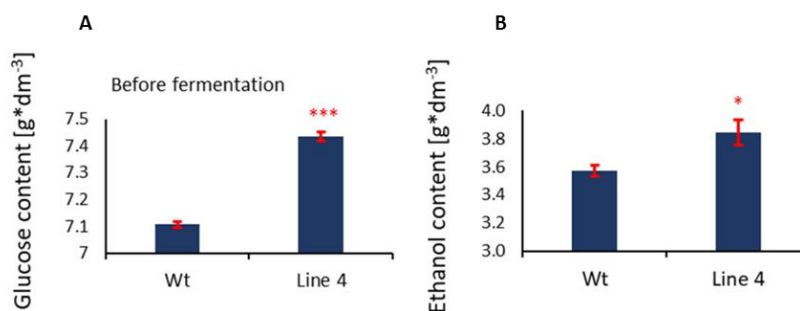 A
Before fermentation
Glucose content [g*dm-3]
7.5
7.4
7.3
7.2
7.1
7
***
Wt
Line 4
B
Ethanol content [g*dm-3]
4.0
3.8
3.6
3.4
3.2
3.0
*
Wt
Line 4